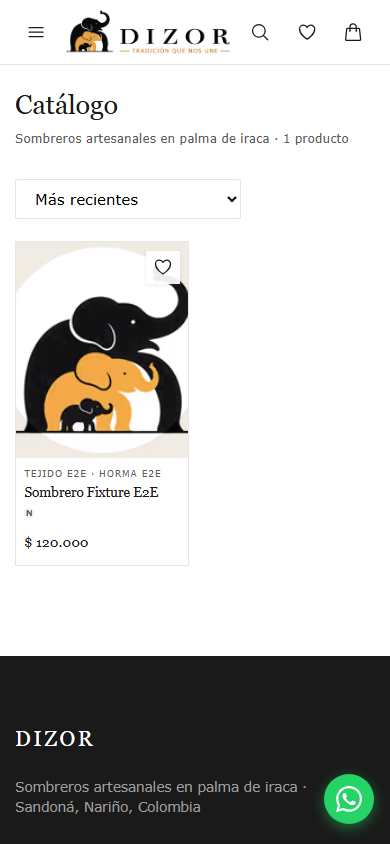 DIZOR
— TRADICIÓN QUE NOS UNE —
Catálogo
Sombreros artesanales en palma de iraca · 1 producto
Más recientes
TEJIDO E2E · HORMA E2E
Sombrero Fixture E2E
N
$ 120.000
DIZOR
Sombreros artesanales en palma de iraca ·
Sandoná, Nariño, Colombia